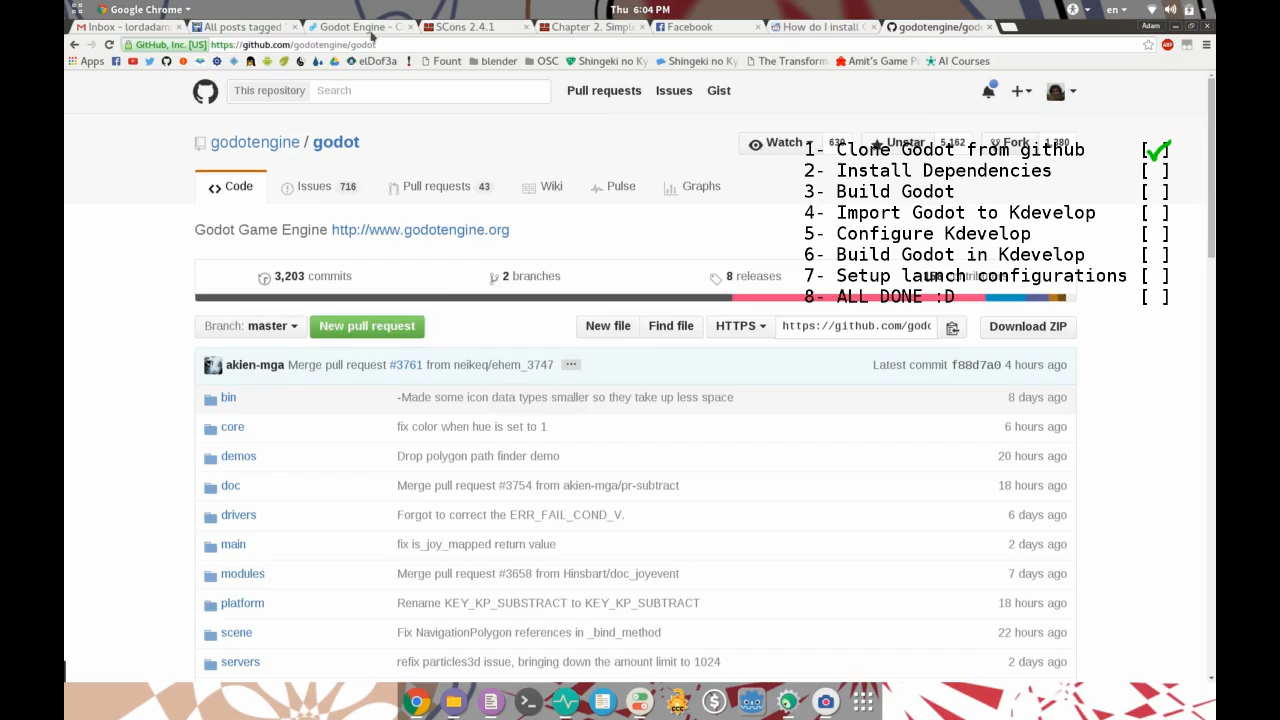 Google Chrome
Thu, 6:04 PM
en
Inbox - lordadam
All posts tagged
Godot Engine - C
SCons 2.4.1
Chapter 2. Simple
Facebook
How do I install
godotengine/god
Adam
GitHub, Inc. [US] https://github.com/godotengine/godot
Apps
elDof3a
Fount
blender
OSC
Shingeki no Ky
Shingeki no Ky
The Transform
Amit's Game P
AI Courses
This repository
Search
Pull requests
Issues
Gist
godotengine / godot
Watch
Unstar
5,162
Fork
1- Clone Godot from github [ ]
2- Install Dependencies [ ]
3- Build Godot [ ]
4- Import Godot to Kdevelop [ ]
5- Configure Kdevelop [ ]
6- Build Godot in Kdevelop [ ]
7- Setup launch configurations [ ]
8- ALL DONE :D [ ]
Code
Issues 716
Pull requests 43
Wiki
Pulse
Graphs
Godot Game Engine http://www.godotengine.org
3,203 commits
2 branches
8 releases
Branch: master
New pull request
New file
Find file
HTTPS
https://github.com/godo
Download ZIP
akien-mga Merge pull request #3761 from neikeq/ehem_3747
Latest commit f88d7a0 4 hours ago
bin -Made some icon data types smaller so they take up less space 8 days ago
core fix color when hue is set to 1 6 hours ago
demos Drop polygon path finder demo 20 hours ago
doc Merge pull request #3754 from akien-mga/pr-subtract 18 hours ago
drivers Forgot to correct the ERR_FAIL_COND_V. 6 days ago
main fix is_joy_mapped return value 2 days ago
modules Merge pull request #3658 from Hinsbart/doc_joyevent 7 days ago
platform Rename KEY_KP_SUBSTRACT to KEY_KP_SUBTRACT 18 hours ago
scene Fix NavigationPolygon references in _bind_method 22 hours ago
servers refix particles3d issue, bringing down the amount limit to 1024 2 days ago